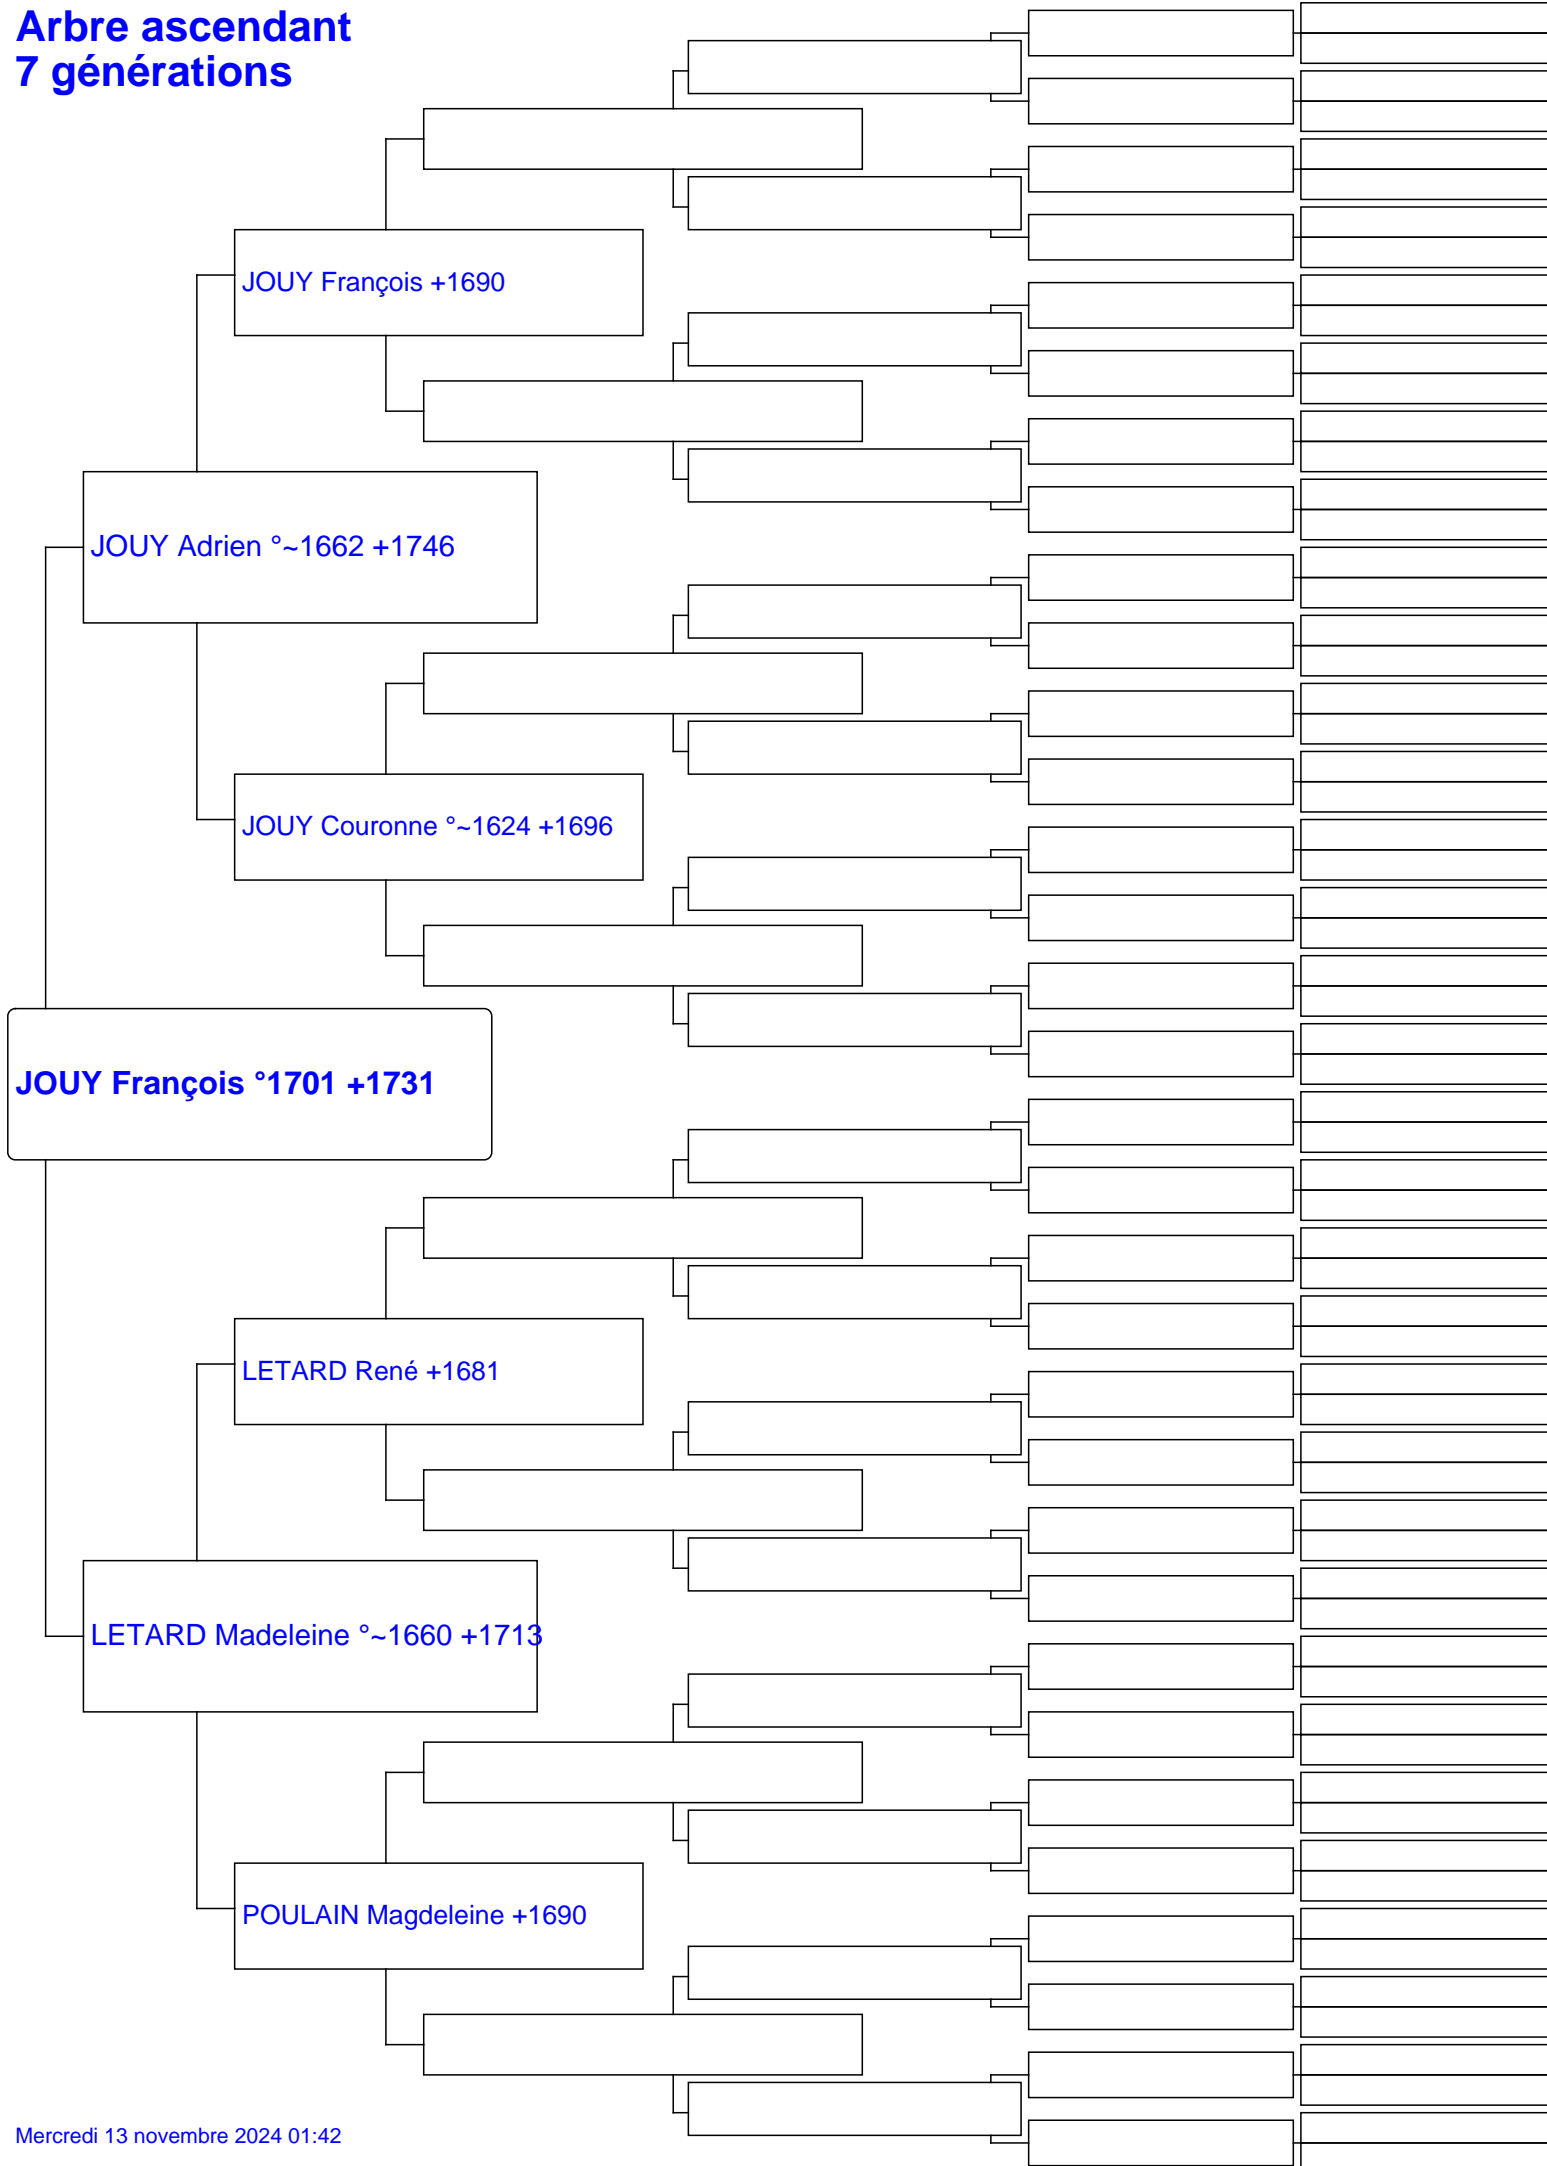 Arbre ascendant
7 générations
JOUY François +1690
JOUY Adrien °~1662 +1746
JOUY Couronne °~1624 +1696
JOUY François °1701 +1731
LETARD René +1681
LETARD Madeleine °~1660 +1713
POULAIN Magdeleine +1690
Mercredi 13 novembre 2024 01:42